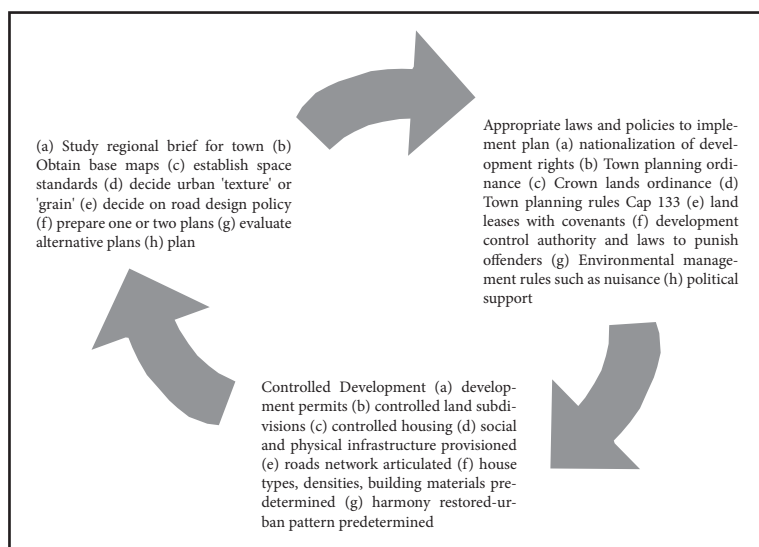 (a) Study regional brief for town (b)
Obtain base maps (c) establish space
standards (d) decide urban 'texture' or
'grain' (e) decide on road design policy
(f) prepare one or two plans (g) evaluate
alternative plans (h) plan
Appropriate laws and policies to imple-
ment plan (a) nationalization of devel-
opment rights (b) Town planning ordi-
nance (c) Crown lands ordinance (d)
Town planning rules Cap 133 (e) land
leases with covenants (f) development
control authority and laws to punish
offenders (g) Environmental manage-
ment rules such as nuisance (h) political
support
Controlled Development (a) develop-
ment permits (b) controlled land subdi-
visions (c) controlled housing (d) social
and physical infrastructure provisioned
(e) roads network articulated (f) house
types, densities, building materials pre-
determined (g) harmony restored-ur-
ban pattern predetermined